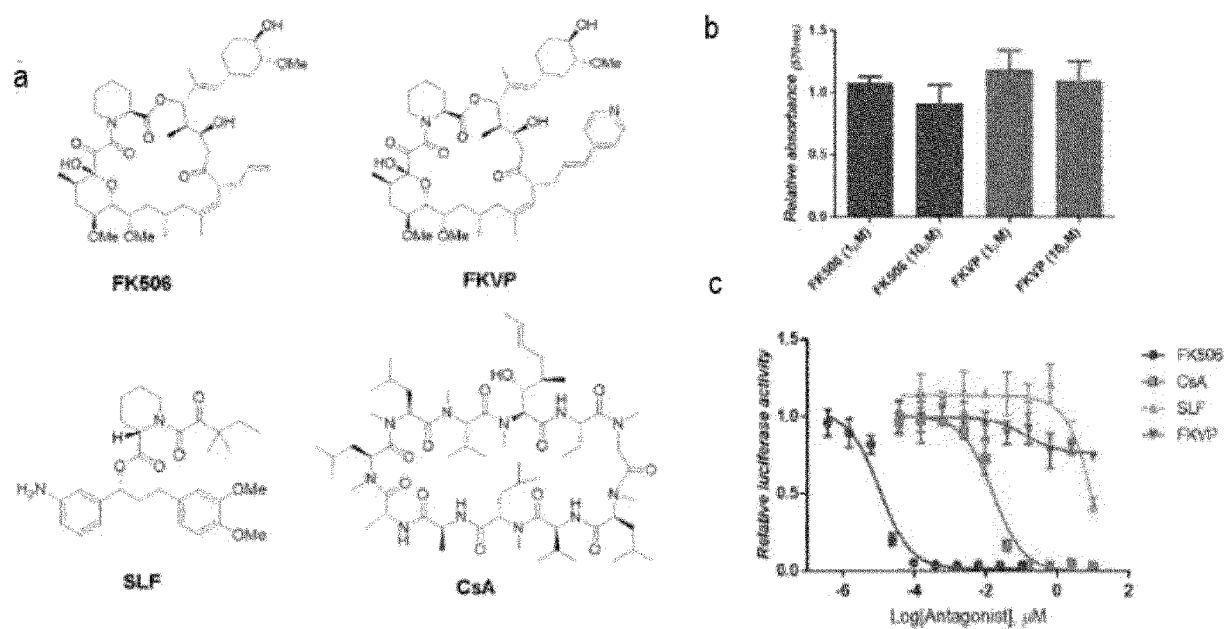 a
FK506
FKVP
SLF
CsA
OH
OMe
O
N
O
OH
O
O
HO
O
O
OMe OMe
OH
OMe
N
O
N
O
OH
O
O
HO
O
O
OMe OMe
N
H
O
O
O
O
H₂N
OMe
OMe
HO
N
O
H
N
O
b
Relative absorbance (570nm)
1.5
1.0
0.5
0.0
FK506 (1μM)
FK506 (10μM)
FKVP (1μM)
FKVP (10μM)
c
Relative luciferase activity
1.5
1.0
0.5
0.0
-6
-4
-2
0
2
Log[Antagonist], μM
FK506
CsA
SLF
FKVP